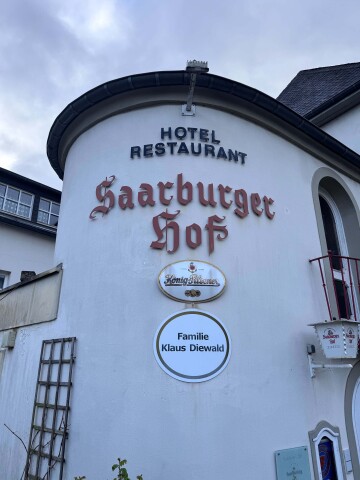 HOTEL
RESTAURANT
Saarburger
Hof
König Pilsener
Familie
Klaus Diewald